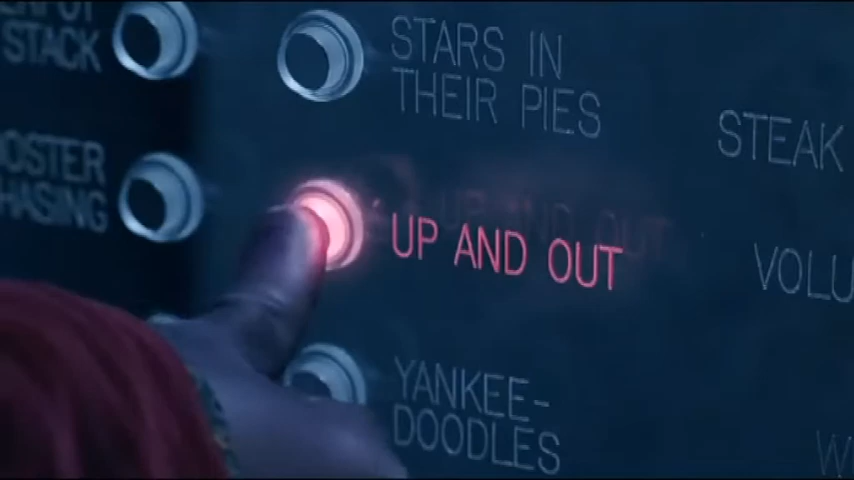 STACK
STARS IN
THEIR PIES
STEAK
UP AND OUT
YANKEE-
DOODLES